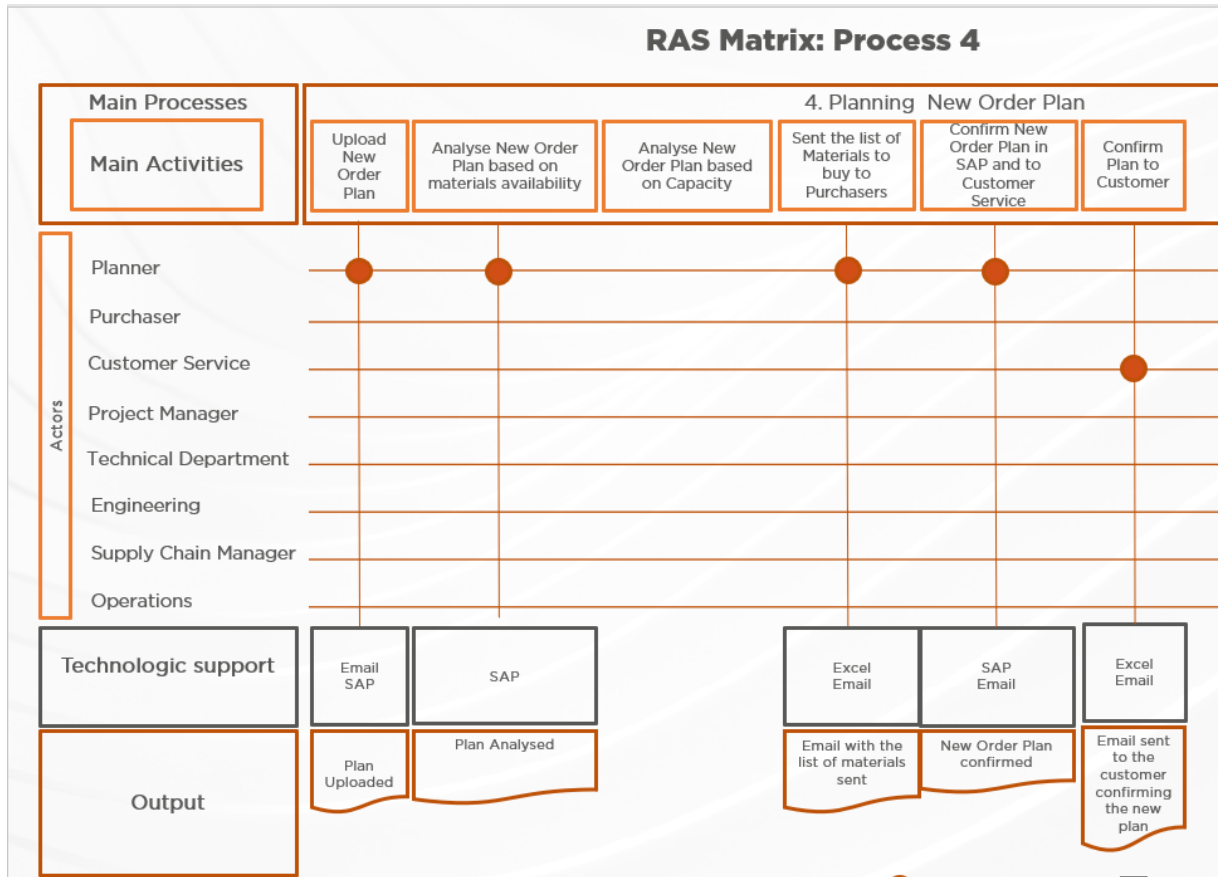 RAS Matrix: Process 4
Main Processes
4. Planning New Order Plan
Main Activities
Upload
New
Order
Plan
Analyse New Order
Plan based on
materials availability
Analyse New
Order Plan based
on Capacity
Sent the list of
Materials to
buy to
Purchasers
Confirm New
Order Plan in
SAP and to
Customer
Service
Confirm
Plan to
Customer
Actors
Planner
Purchaser
Customer Service
Project Manager
Technical Department
Engineering
Supply Chain Manager
Operations
Technologic support
Email
SAP
SAP
Excel
Email
SAP
Email
Excel
Email
Output
Plan
Uploaded
Plan Analysed
Email with the
list of materials
sent
New Order Plan
confirmed
Email sent
to the
customer
confirming
the new
plan